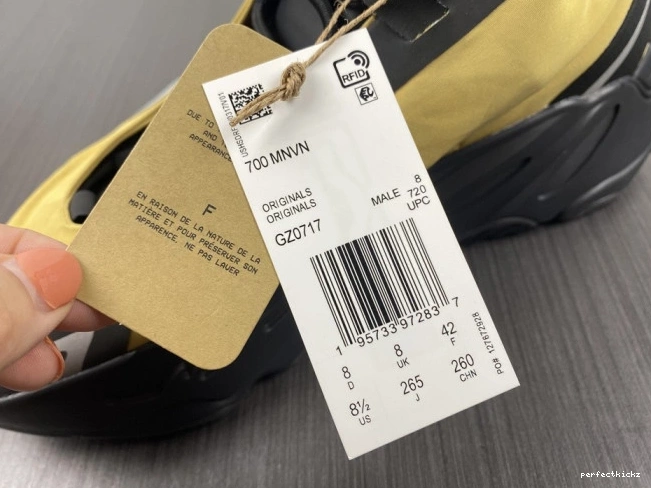 DUE TO
AND
APPEARANCE
F
EN RAISON DE LA NATURE DE LA
MATIÈRE ET POUR PRÉSERVER SON
APPARENCE, NE PAS LAVER
RFID
700 MNVN
ORIGINALS
ORIGINALS
GZ0717
MALE
8
720
UPC
1 95733 97283 7
8
D
8
UK
42
F
8½
US
265
J
260
CHN
PO# 127872928
perfectkickz